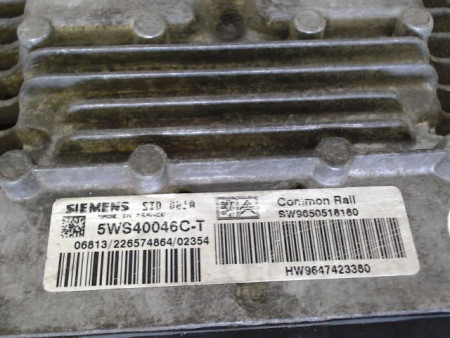 SIEMENS SID 801A
MADE IN FRANCE
5WS40046C-T
06813/226574864/02354
Common Rail
SW9650518180
HW9647423380